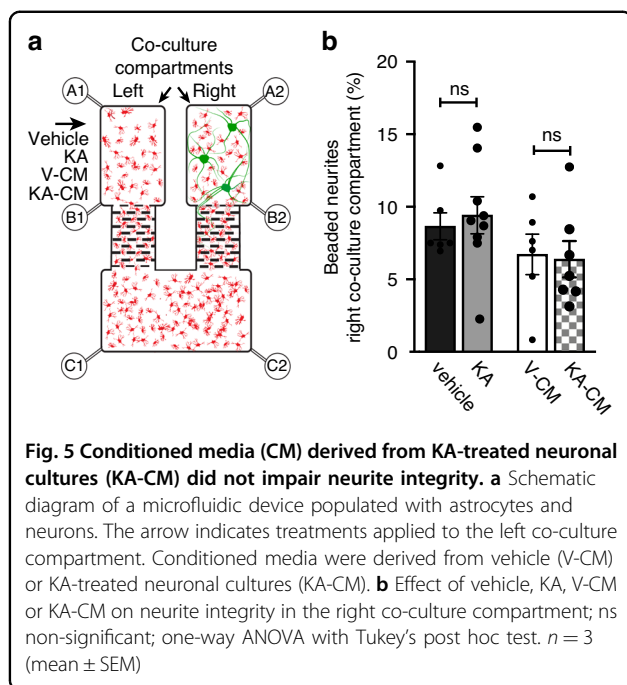 a
Co-culture
compartments
Left Right
A1
A2
Vehicle
KA
V-CM
KA-CM
B1
B2
C1
C2
b
Beaded neurites
right co-culture compartment (%)
20
15
10
5
0
ns
ns
vehicle
KA
V-CM
KA-CM
Fig. 5 Conditioned media (CM) derived from KA-treated neuronal
cultures (KA-CM) did not impair neurite integrity. a Schematic
diagram of a microfluidic device populated with astrocytes and
neurons. The arrow indicates treatments applied to the left co-culture
compartment. Conditioned media were derived from vehicle (V-CM)
or KA-treated neuronal cultures (KA-CM). b Effect of vehicle, KA, V-CM
or KA-CM on neurite integrity in the right co-culture compartment; ns
non-significant; one-way ANOVA with Tukey's post hoc test. n = 3
(mean ± SEM)